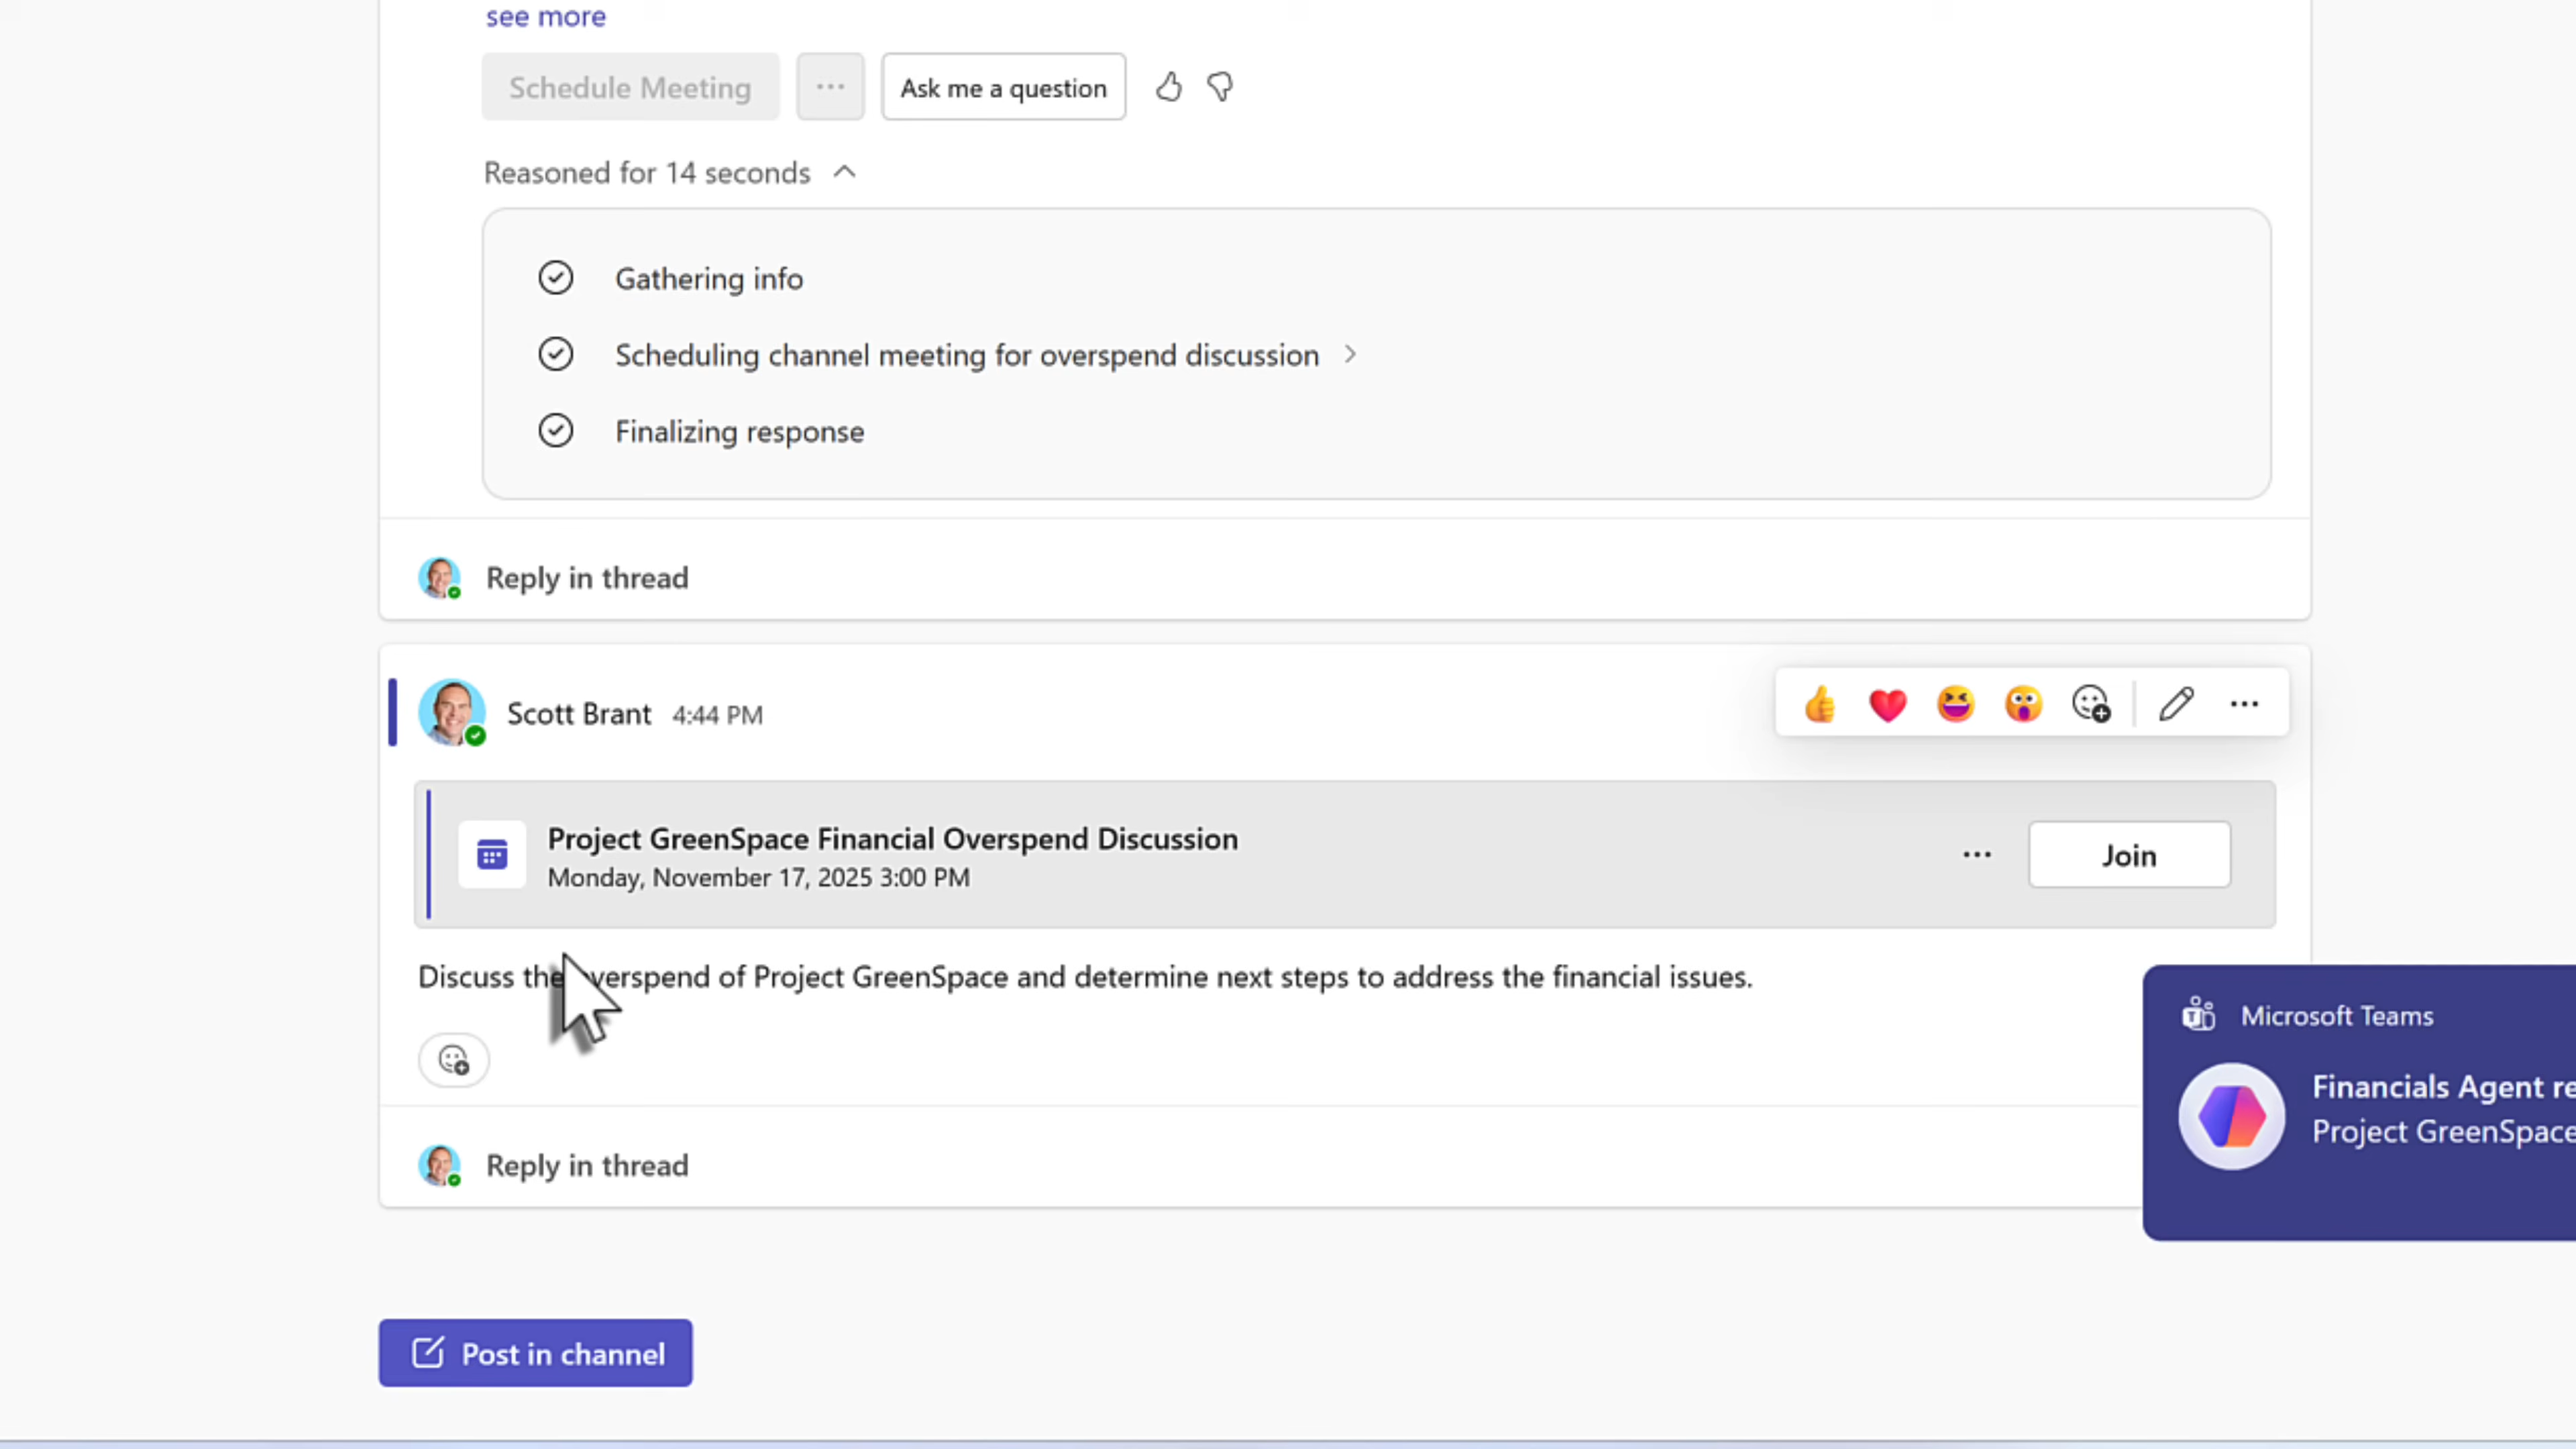 see more
Schedule Meeting
Ask me a question
Reasoned for 14 seconds
Gathering info
Scheduling channel meeting for overspend discussion
Finalizing response
Reply in thread
Scott Brant 4:44 PM
Project GreenSpace Financial Overspend Discussion
Monday, November 17, 2025 3:00 PM
Join
Discuss the verspend of Project GreenSpace and determine next steps to address the financial issues.
Microsoft Teams
Financials Agent re
Project GreenSpace
Reply in thread
Post in channel